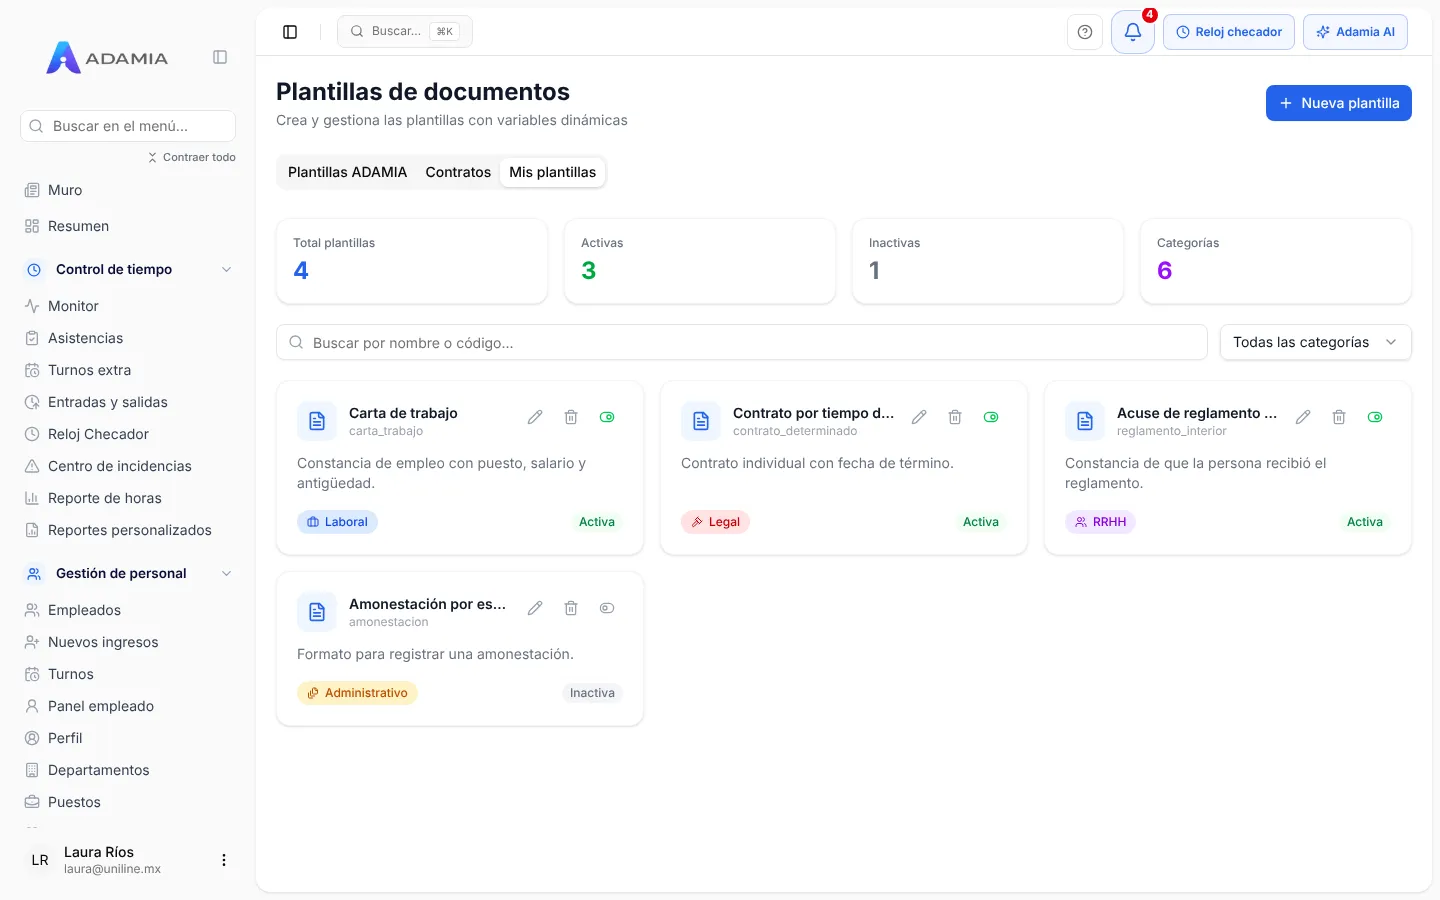 ADAMIA
Buscar en el menú...
Contraer todo
Muro
Resumen
Control de tiempo
Monitor
Asistencias
Turnos extra
Entradas y salidas
Reloj Checador
Centro de incidencias
Reporte de horas
Reportes personalizados
Gestión de personal
Empleados
Nuevos ingresos
Turnos
Panel empleado
Perfil
Departamentos
Puestos
LR
Laura Ríos
laura@uniline.mx
Buscar... ⌘K
4
Reloj checador
Adamia AI
Plantillas de documentos
Crea y gestiona las plantillas con variables dinámicas
Nueva plantilla
Plantillas ADAMIA Contratos Mis plantillas
Total plantillas
4
Activas
3
Inactivas
1
Categorías
6
Buscar por nombre o código...
Todas las categorías
Carta de trabajo
carta_trabajo
Constancia de empleo con puesto, salario y
antigüedad.
Laboral
Activa
Contrato por tiempo d...
contrato_determinado
Contrato individual con fecha de término.
Legal
Activa
Acuse de reglamento ...
reglamento_interior
Constancia de que la persona recibió el
reglamento.
RRHH
Activa
Amonestación por es...
amonestacion
Formato para registrar una amonestación.
Administrativo
Inactiva